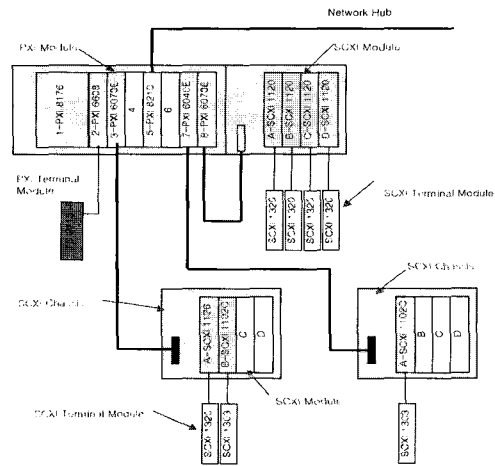 Network Hub
PXI Module
SCXI Module
1-PXI 8176
2-PXI 6608
3-PXI 6070E
4
5-PXI 8210
6
7-PXI 6040E
8-PXI 6070E
A-SCXI 1120
B-SCXI 1120
C-SCXI 1120
D-SCXI 1120
PXI Terminal
Module
SCXI 1320
SCXI 1320
SCXI 1320
SCXI 1320
SCXI Terminal Module
SCXI Chassis
SCXI Chassis
A-SCXI 1126
B-SCXI 11020
C
D
A-SCXI 11020
B
C
D
SCXI Module
SCXI Terminal Module
SCXI 1320
SCXI 1303
SCXI 1303